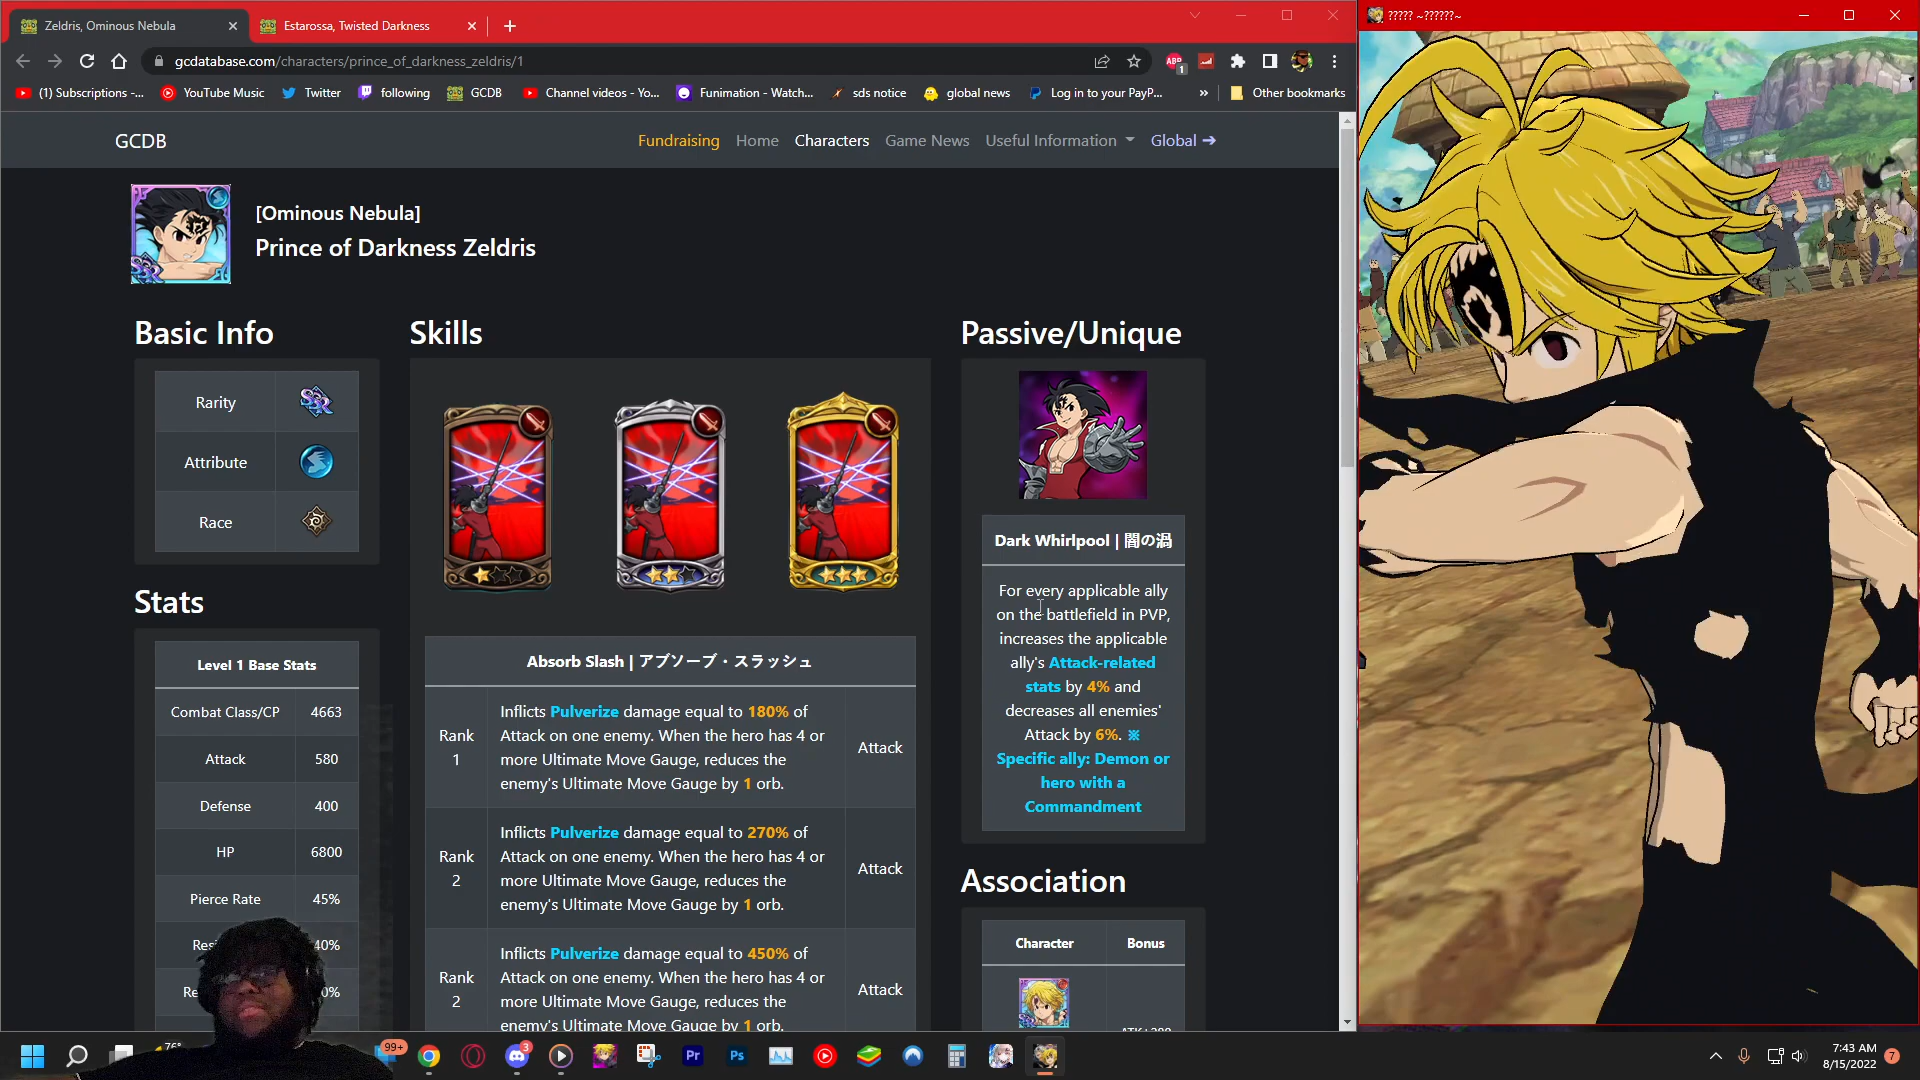 Zeldris, Ominous Nebula
Estarossa, Twisted Darkness
????? ~??????~
gcdatabase.com/characters/prince_of_darkness_zeldris/1
ABP
1
(1) Subscriptions -...
YouTube Music
Twitter
following
GCDB
Channel videos - Yo...
Funimation - Watch...
sds notice
global news
Log in to your PayP...
»
Other bookmarks
GCDB
Fundraising
Home
Characters
Game News
Useful Information
Global ➔
[Ominous Nebula]
Prince of Darkness Zeldris
Basic Info
Rarity
SSR
Attribute
Race
Stats
Level 1 Base Stats
Combat Class/CP 4663
Attack 580
Defense 400
HP 6800
Pierce Rate 45%
40%
Skills
Absorb Slash | アブソーブ・スラッシュ
Rank 1
Inflicts Pulverize damage equal to 180% of
Attack on one enemy. When the hero has 4 or
more Ultimate Move Gauge, reduces the
enemy's Ultimate Move Gauge by 1 orb.
Attack
Rank 2
Inflicts Pulverize damage equal to 270% of
Attack on one enemy. When the hero has 4 or
more Ultimate Move Gauge, reduces the
enemy's Ultimate Move Gauge by 1 orb.
Attack
Rank 2
Inflicts Pulverize damage equal to 450% of
Attack on one enemy. When the hero has 4 or
more Ultimate Move Gauge, reduces the
enemy's Ultimate Move Gauge by 1 orb.
Attack
Passive/Unique
Dark Whirlpool | 闇の渦
For every applicable ally
on the battlefield in PVP,
increases the applicable
ally's Attack-related
stats by 4% and
decreases all enemies'
Attack by 6%. ※
Specific ally: Demon or
hero with a
Commandment
Association
Character
Bonus
76°
99+
3
Pr
Ps
7:43 AM
8/15/2022
7